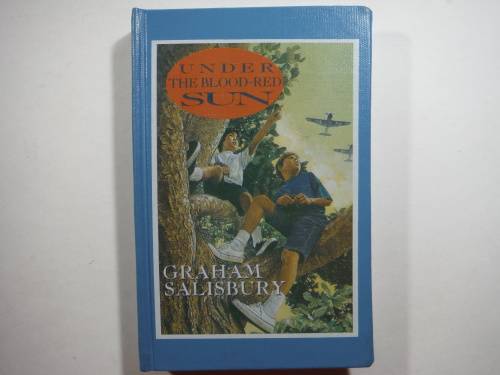 UNDER
THE BLOOD-RED
SUN
GRAHAM
SALISBURY